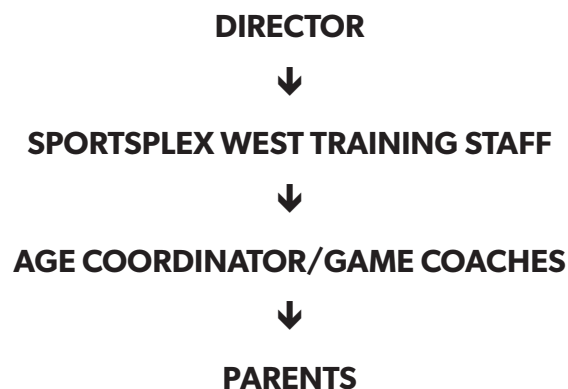 DIRECTOR
↓
SPORTSPLEX WEST TRAINING STAFF
↓
AGE COORDINATOR/GAME COACHES
↓
PARENTS